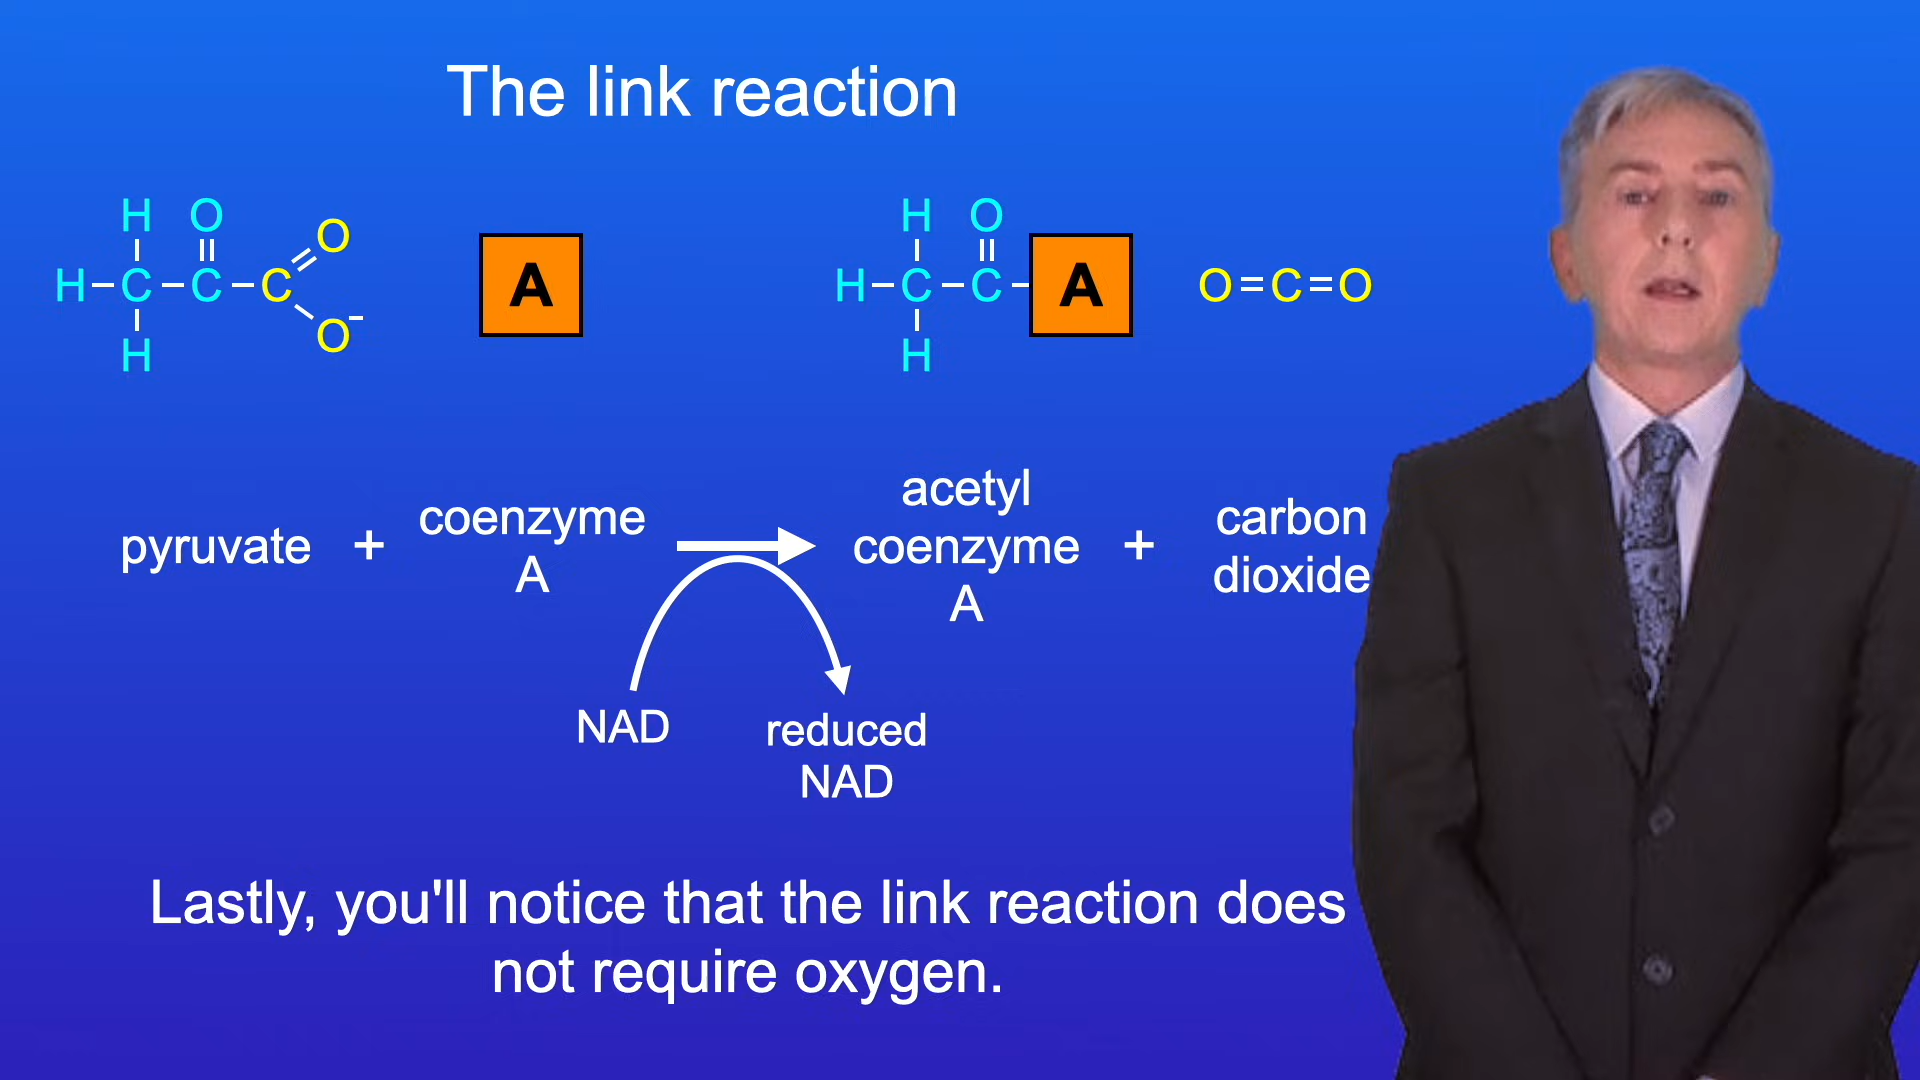 The link reaction
H O O
H–C–C–C
H O⁻
A
H O
H–C–C–A
H
O=C=O
pyruvate + coenzyme A
acetyl coenzyme A + carbon dioxide
NAD
reduced
NAD
Lastly, you'll notice that the link reaction does
not require oxygen.